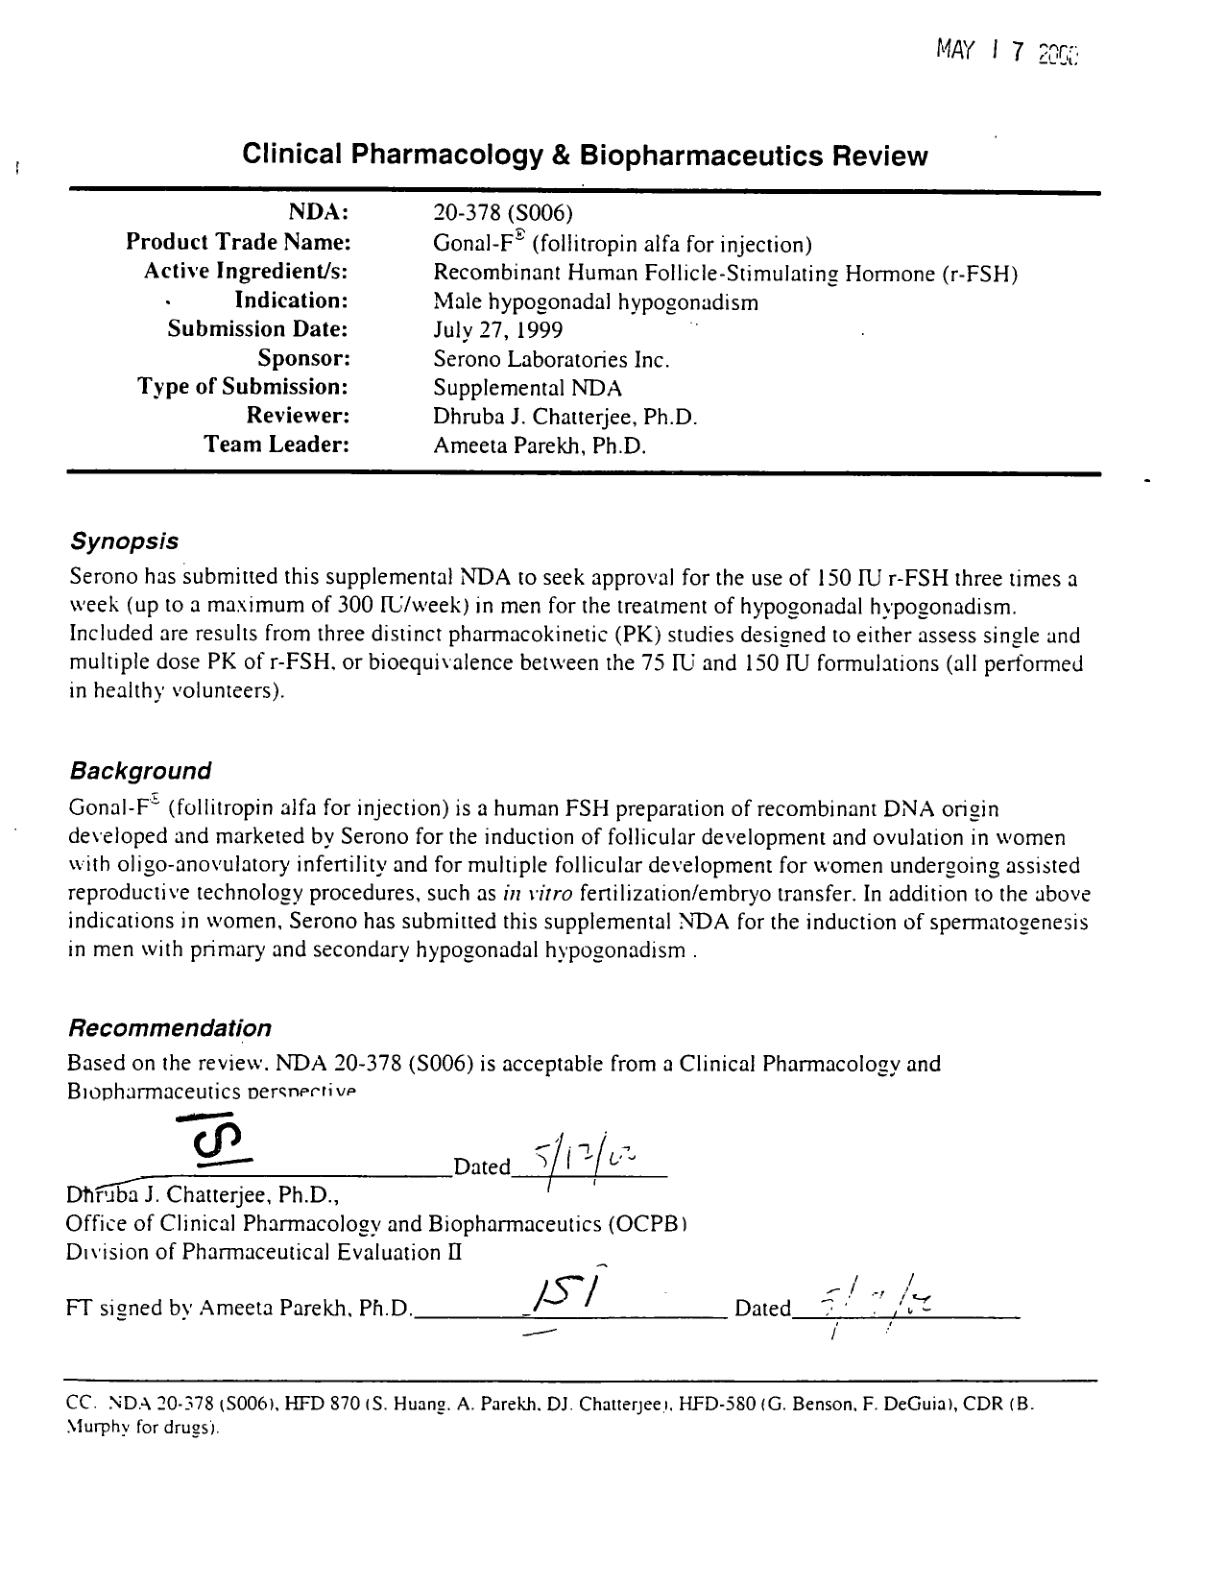 MAY 17 2000
Clinical Pharmacology & Biopharmaceutics Review
NDA: 20-378 (S006)
Product Trade Name: Gonal-F® (follitropin alfa for injection)
Active Ingredient/s: Recombinant Human Follicle-Stimulating Hormone (r-FSH)
Indication: Male hypogonadal hypogonadism
Submission Date: July 27, 1999
Sponsor: Serono Laboratories Inc.
Type of Submission: Supplemental NDA
Reviewer: Dhruba J. Chatterjee, Ph.D.
Team Leader: Ameeta Parekh, Ph.D.
Synopsis
Serono has submitted this supplemental NDA to seek approval for the use of 150 IU r-FSH three times a
week (up to a maximum of 300 IU/week) in men for the treatment of hypogonadal hypogonadism.
Included are results from three distinct pharmacokinetic (PK) studies designed to either assess single and
multiple dose PK of r-FSH, or bioequivalence between the 75 IU and 150 IU formulations (all performed
in healthy volunteers).
Background
Gonal-F® (follitropin alfa for injection) is a human FSH preparation of recombinant DNA origin
developed and marketed by Serono for the induction of follicular development and ovulation in women
with oligo-anovulatory infertility and for multiple follicular development for women undergoing assisted
reproductive technology procedures, such as in vitro fertilization/embryo transfer. In addition to the above
indications in women, Serono has submitted this supplemental NDA for the induction of spermatogenesis
in men with primary and secondary hypogonadal hypogonadism .
Recommendation
Based on the review, NDA 20-378 (S006) is acceptable from a Clinical Pharmacology and
Biopharmaceutics perspective
/S/ Dated
Dhruba J. Chatterjee, Ph.D.,
Office of Clinical Pharmacology and Biopharmaceutics (OCPB)
Division of Pharmaceutical Evaluation II
FT signed by Ameeta Parekh, Ph.D. /S/ Dated
CC. NDA 20-378 (S006), HFD 870 (S. Huang, A. Parekh, DJ. Chatterjee), HFD-580 (G. Benson, F. DeGuia), CDR (B.
Murphy for drugs).